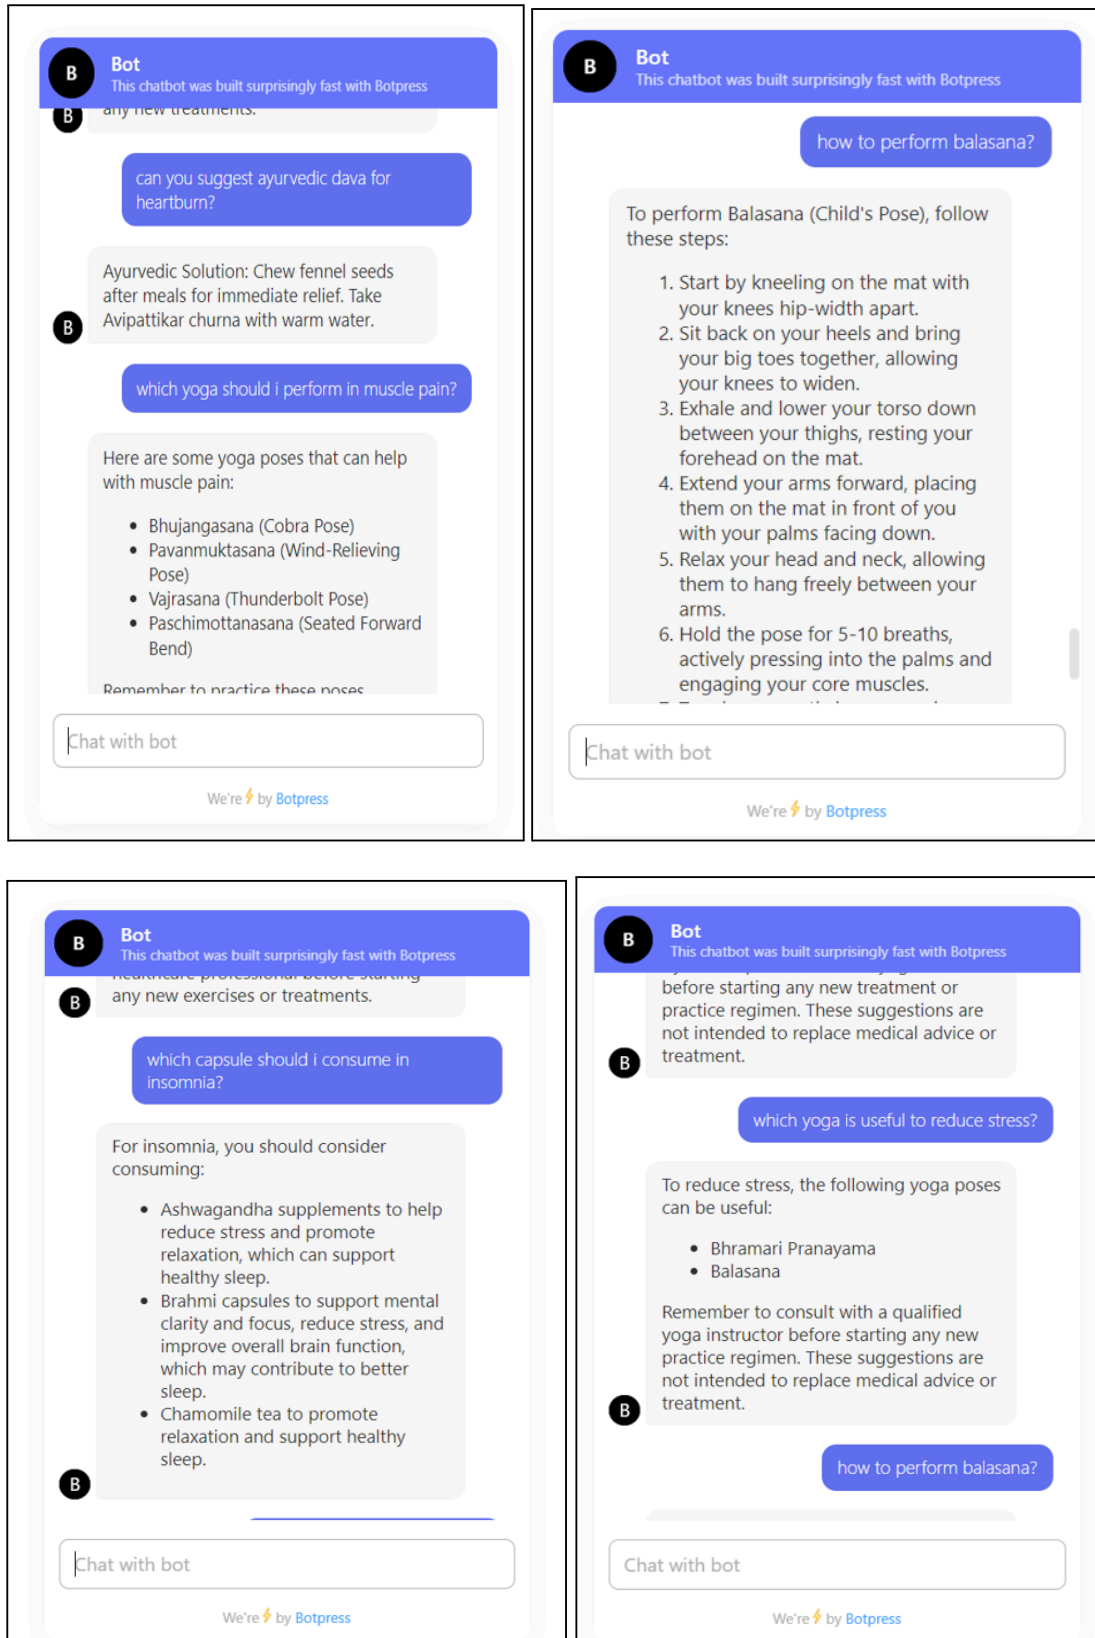 B
Bot
This chatbot was built surprisingly fast with Botpress
any new treatments.
B
can you suggest ayurvedic dava for
heartburn?
Ayurvedic Solution: Chew fennel seeds
after meals for immediate relief. Take
Avipattikar churna with warm water.
B
which yoga should i perform in muscle pain?
Here are some yoga poses that can help
with muscle pain:
• Bhujangasana (Cobra Pose)
• Pavanmuktasana (Wind-Relieving
Pose)
• Vajrasana (Thunderbolt Pose)
• Paschimottanasana (Seated Forward
Bend)
Remember to practice these poses
Chat with bot
We're⚡by Botpress
B
Bot
This chatbot was built surprisingly fast with Botpress
how to perform balasana?
To perform Balasana (Child's Pose), follow
these steps:
1. Start by kneeling on the mat with
your knees hip-width apart.
2. Sit back on your heels and bring
your big toes together, allowing
your knees to widen.
3. Exhale and lower your torso down
between your thighs, resting your
forehead on the mat.
4. Extend your arms forward, placing
them on the mat in front of you
with your palms facing down.
5. Relax your head and neck, allowing
them to hang freely between your
arms.
6. Hold the pose for 5-10 breaths,
actively pressing into the palms and
engaging your core muscles.
Chat with bot
We're⚡by Botpress
B
Bot
This chatbot was built surprisingly fast with Botpress
healthcare professional before starting
any new exercises or treatments.
B
which capsule should i consume in
insomnia?
For insomnia, you should consider
consuming:
• Ashwagandha supplements to help
reduce stress and promote
relaxation, which can support
healthy sleep.
• Brahmi capsules to support mental
clarity and focus, reduce stress, and
improve overall brain function,
which may contribute to better
sleep.
• Chamomile tea to promote
relaxation and support healthy
sleep.
B
Chat with bot
We're⚡by Botpress
B
Bot
This chatbot was built surprisingly fast with Botpress
before starting any new treatment or
practice regimen. These suggestions are
not intended to replace medical advice or
treatment.
B
which yoga is useful to reduce stress?
To reduce stress, the following yoga poses
can be useful:
• Bhramari Pranayama
• Balasana
Remember to consult with a qualified
yoga instructor before starting any new
practice regimen. These suggestions are
not intended to replace medical advice or
treatment.
B
how to perform balasana?
Chat with bot
We're⚡by Botpress